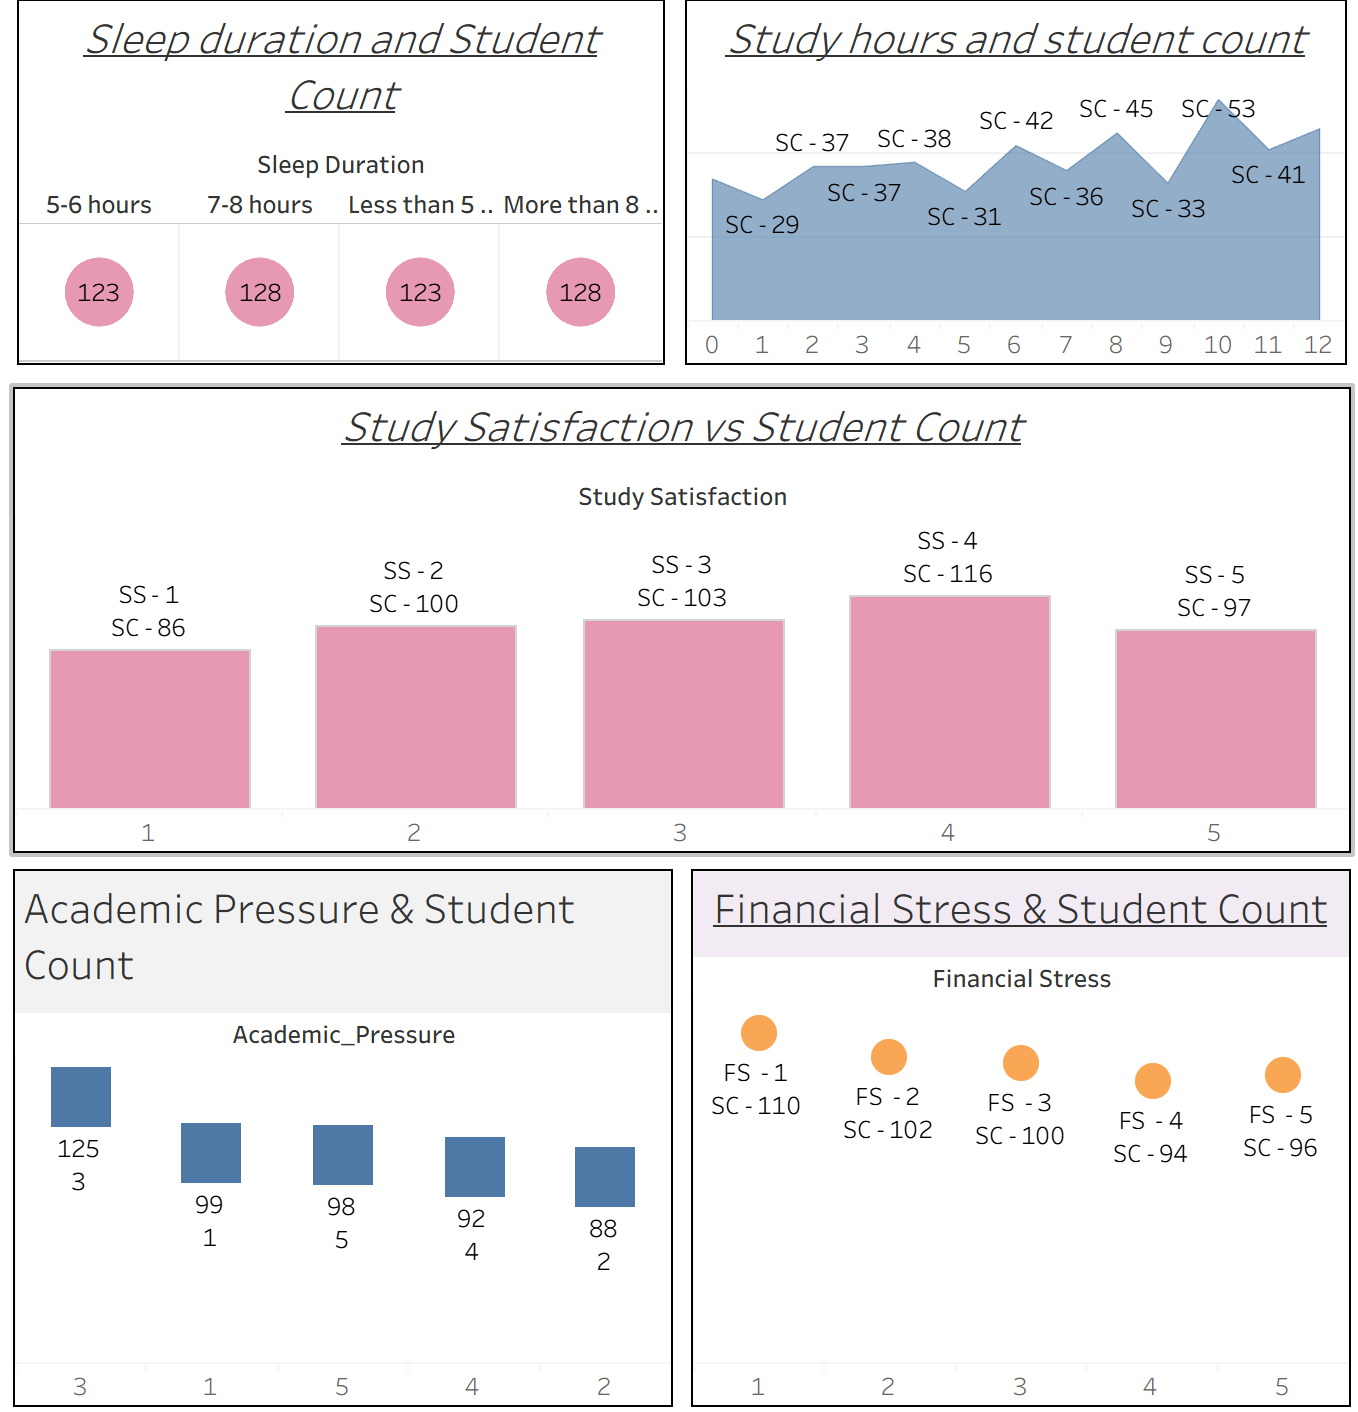 Sleep duration and Student
Count
Sleep Duration
5-6 hours 7-8 hours Less than 5 .. More than 8 ..
123 128 123 128
Study hours and student count
SC - 29
SC - 37
SC - 37
SC - 38
SC - 31
SC - 42
SC - 36
SC - 45
SC - 33
SC - 53
SC - 41
0 1 2 3 4 5 6 7 8 9 10 11 12
Study Satisfaction vs Student Count
Study Satisfaction
SS - 1
SC - 86
SS - 2
SC - 100
SS - 3
SC - 103
SS - 4
SC - 116
SS - 5
SC - 97
1 2 3 4 5
Academic Pressure & Student
Count
Academic_Pressure
125
3
99
1
98
5
92
4
88
2
3 1 5 4 2
Financial Stress & Student Count
Financial Stress
FS - 1
SC - 110
FS - 2
SC - 102
FS - 3
SC - 100
FS - 4
SC - 94
FS - 5
SC - 96
1 2 3 4 5